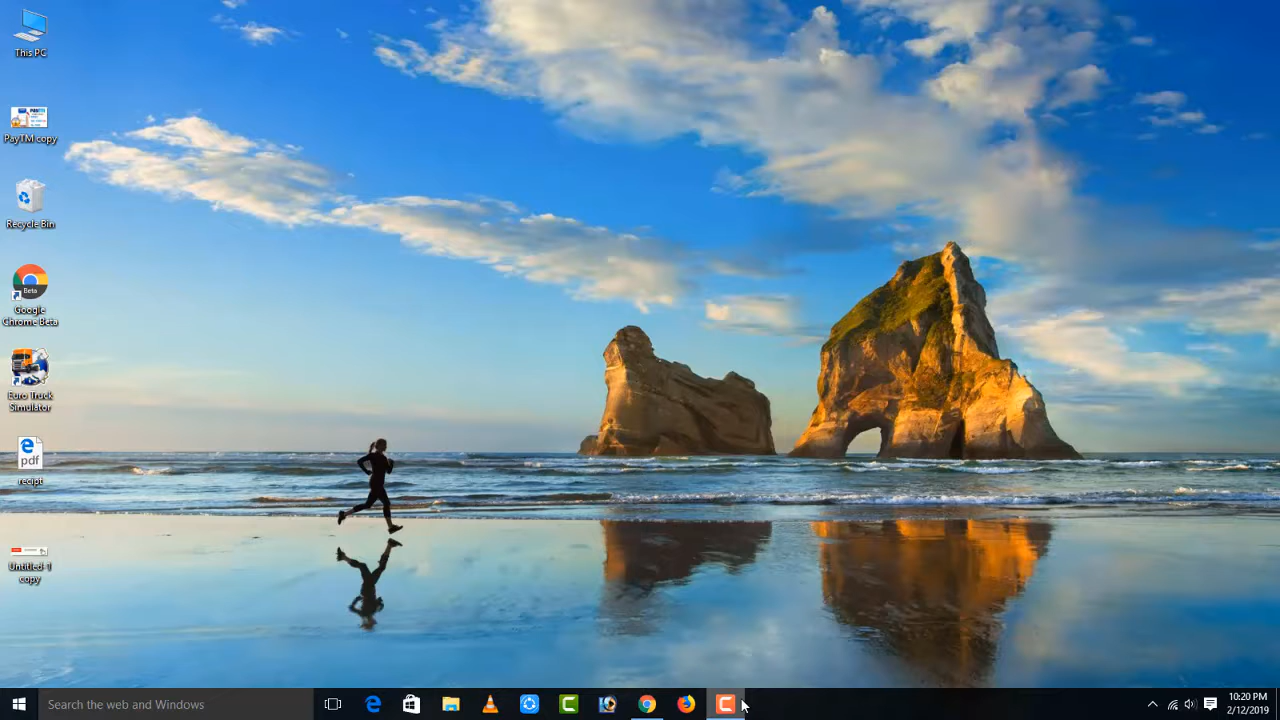 This PC
PayTM copy
Recycle Bin
Beta
Google
Chrome Beta
Euro Truck
Simulator
pdf
recipt
Untitled-1
copy
Search the web and Windows
10:20 PM
2/12/2019